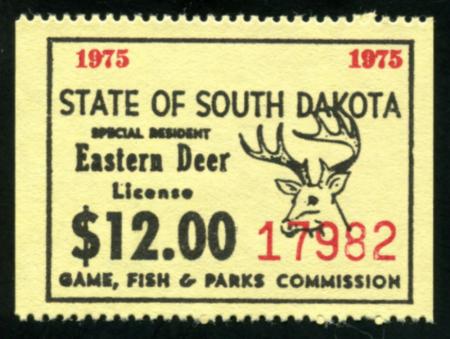 1975 1975
STATE OF SOUTH DAKOTA
SPECIAL RESIDENT
Eastern Deer
License
$12.00 17982
GAME, FISH & PARKS COMMISSION